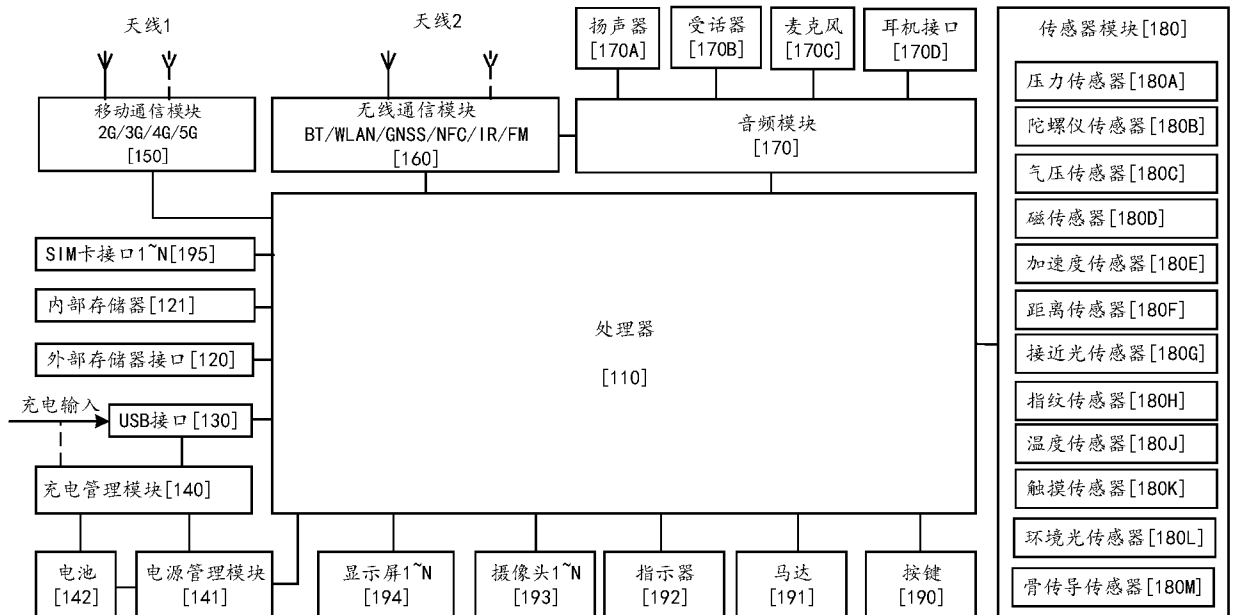 天线1
天线2
移动通信模块
2G/3G/4G/5G
[150]
无线通信模块
BT/WLAN/GNSS/NFC/IR/FM
[160]
扬声器
[170A]
受话器
[170B]
麦克风
[170C]
耳机接口
[170D]
音频模块
[170]
SIM卡接口1~N[195]
内部存储器[121]
外部存储器接口[120]
充电输入
USB接口[130]
充电管理模块[140]
处理器
[110]
电池
[142]
电源管理模块
[141]
显示屏1~N
[194]
摄像头1~N
[193]
指示器
[192]
马达
[191]
按键
[190]
传感器模块[180]
压力传感器[180A]
陀螺仪传感器[180B]
气压传感器[180C]
磁传感器[180D]
加速度传感器[180E]
距离传感器[180F]
接近光传感器[180G]
指纹传感器[180H]
温度传感器[180J]
触摸传感器[180K]
环境光传感器[180L]
骨传导传感器[180M]